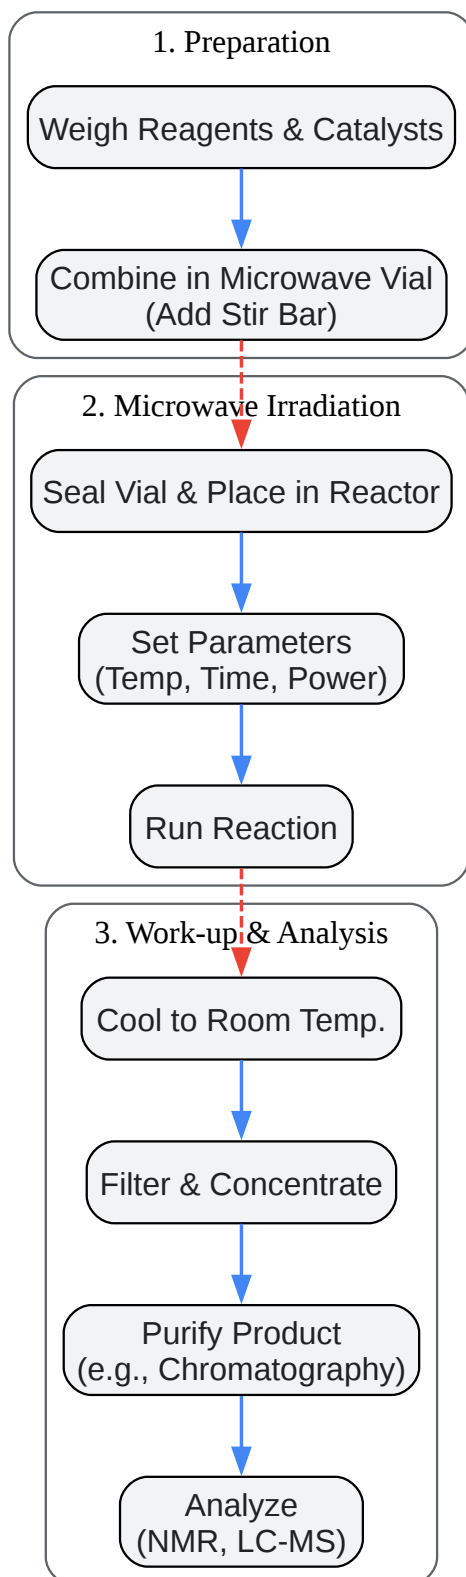 1. Preparation
Weigh Reagents & Catalysts
Combine in Microwave Vial
(Add Stir Bar)
2. Microwave Irradiation
Seal Vial & Place in Reactor
Set Parameters
(Temp, Time, Power)
Run Reaction
3. Work-up & Analysis
Cool to Room Temp.
Filter & Concentrate
Purify Product
(e.g., Chromatography)
Analyze
(NMR, LC-MS)